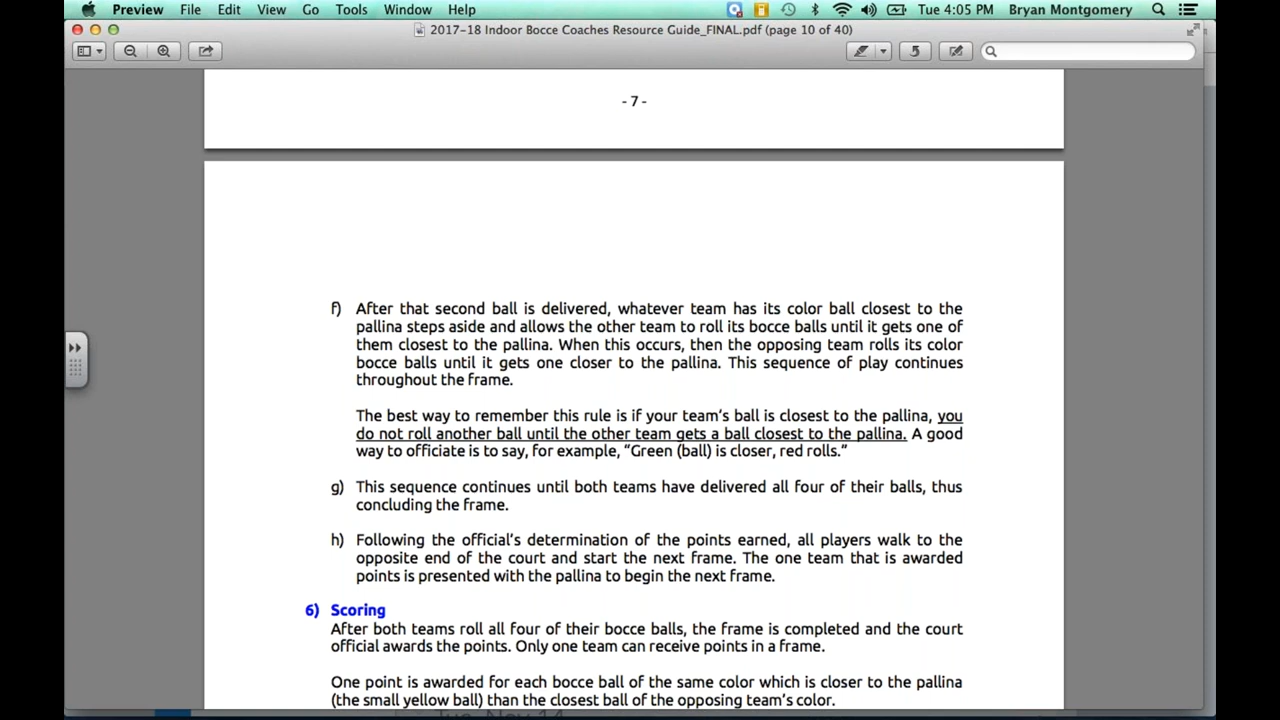 Preview File Edit View Go Tools Window Help Tue 4:05 PM Bryan Montgomery
2017-18 Indoor Bocce Coaches Resource Guide_FINAL.pdf (page 10 of 40)
- 7 -
f) After that second ball is delivered, whatever team has its color ball closest to the
pallina steps aside and allows the other team to roll its bocce balls until it gets one of
them closest to the pallina. When this occurs, then the opposing team rolls its color
bocce balls until it gets one closer to the pallina. This sequence of play continues
throughout the frame.
The best way to remember this rule is if your team's ball is closest to the pallina, you
do not roll another ball until the other team gets a ball closest to the pallina. A good
way to officiate is to say, for example, "Green (ball) is closer, red rolls."
g) This sequence continues until both teams have delivered all four of their balls, thus
concluding the frame.
h) Following the official's determination of the points earned, all players walk to the
opposite end of the court and start the next frame. The one team that is awarded
points is presented with the pallina to begin the next frame.
6) Scoring
After both teams roll all four of their bocce balls, the frame is completed and the court
official awards the points. Only one team can receive points in a frame.
One point is awarded for each bocce ball of the same color which is closer to the pallina
(the small yellow ball) than the closest ball of the opposing team's color.
Tue, Nov 14